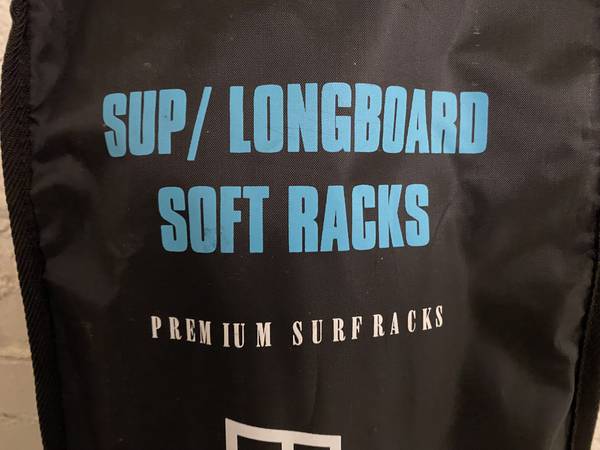 SUP/ LONGBOARD
SOFT RACKS
PREMIUM SURFRACKS